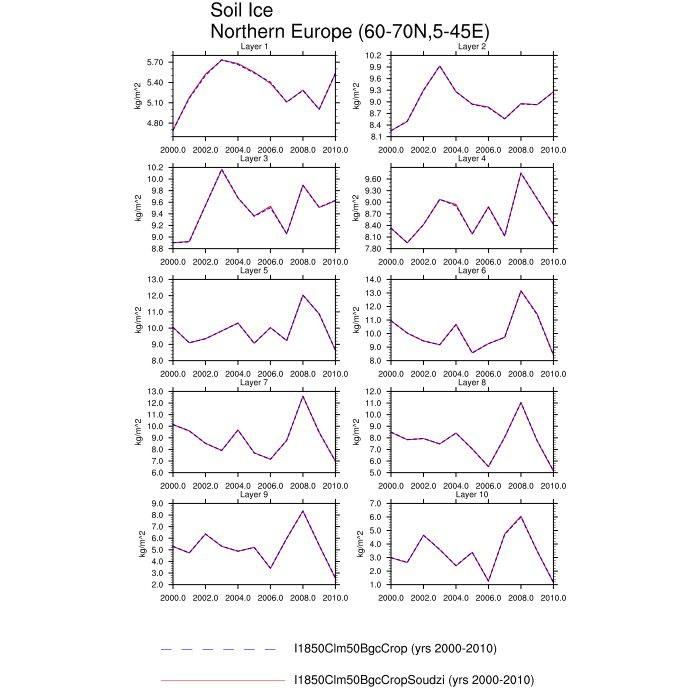 Soil Ice
Northern Europe (60-70N,5-45E)
Layer 1
Layer 2
5.70
5.40
5.10
4.80
kg/m^2
2000.0 2002.0 2004.0 2006.0 2008.0 2010.0
10.2
9.9
9.6
9.3
9.0
8.7
8.4
8.1
kg/m^2
2000.0 2002.0 2004.0 2006.0 2008.0 2010.0
Layer 3
Layer 4
10.2
9.8
9.6
9.4
9.2
9.0
8.8
kg/m^2
2000.0 2002.0 2004.0 2006.0 2008.0 2010.0
9.60
9.30
9.00
8.70
8.40
8.10
7.80
kg/m^2
2000.0 2002.0 2004.0 2006.0 2008.0 2010.0
Layer 5
Layer 6
13.0
12.0
11.0
10.0
9.0
8.0
kg/m^2
2000.0 2002.0 2004.0 2006.0 2008.0 2010.0
14.0
13.0
12.0
11.0
10.0
9.0
8.0
kg/m^2
2000.0 2002.0 2004.0 2006.0 2008.0 2010.0
Layer 7
Layer 8
13.0
12.0
11.0
10.0
9.0
8.0
7.0
6.0
kg/m^2
2000.0 2002.0 2004.0 2006.0 2008.0 2010.0
12.0
11.0
10.0
9.0
8.0
7.0
6.0
5.0
kg/m^2
2000.0 2002.0 2004.0 2006.0 2008.0 2010.0
Layer 9
Layer 10
9.0
8.0
7.0
6.0
5.0
4.0
3.0
2.0
kg/m^2
2000.0 2002.0 2004.0 2006.0 2008.0 2010.0
7.0
6.0
5.0
4.0
3.0
2.0
1.0
kg/m^2
2000.0 2002.0 2004.0 2006.0 2008.0 2010.0
I1850Clm50BgcCrop (yrs 2000-2010)
I1850Clm50BgcCropSoudzi (yrs 2000-2010)